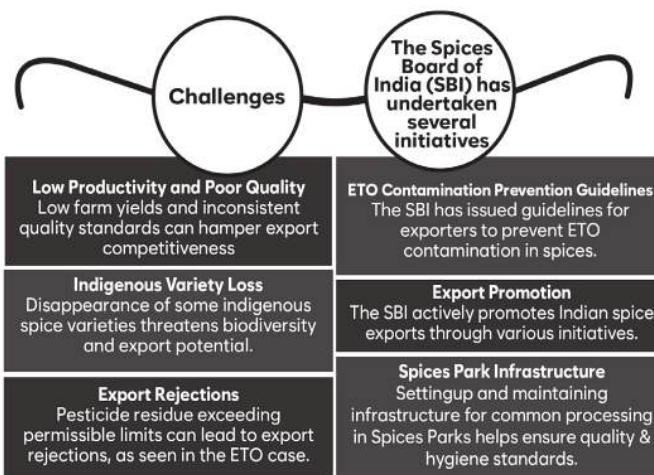 Challenges
The Spices
Board of
India (SBI) has
undertaken
several
initiatives
Low Productivity and Poor Quality
Low farm yields and inconsistent
quality standards can hamper export
competitiveness
Indigenous Variety Loss
Disappearance of some indigenous
spice varieties threatens biodiversity
and export potential.
Export Rejections
Pesticide residue exceeding
permissible limits can lead to export
rejections, as seen in the ETO case.
ETO Contamination Prevention Guidelines
The SBI has issued guidelines for
exporters to prevent ETO
contamination in spices.
Export Promotion
The SBI actively promotes Indian spice
exports through various initiatives.
Spices Park Infrastructure
Settingup and maintaining
infrastructure for common processing
in Spices Parks helps ensure quality &
hygiene standards.